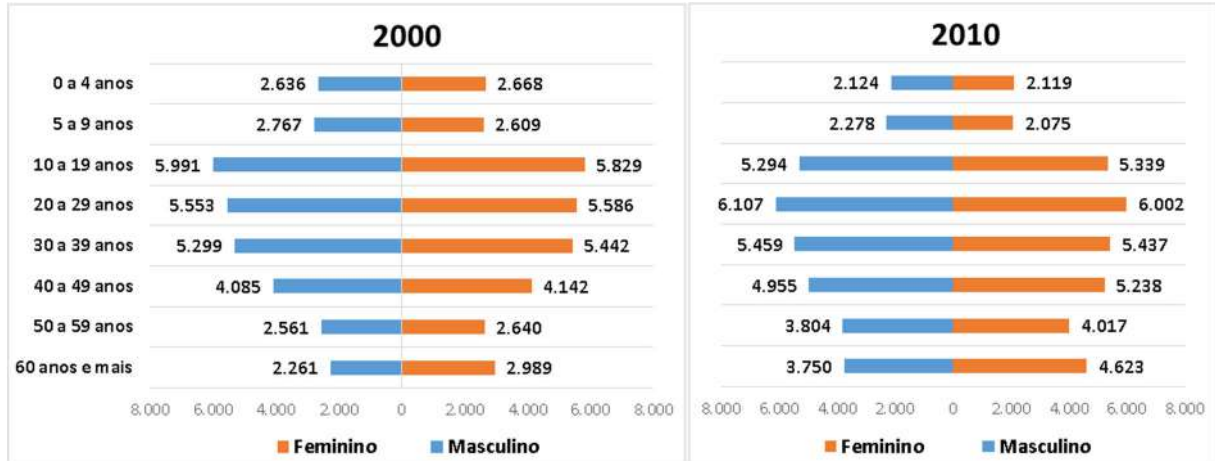 2000
0 a 4 anos 2.636 2.668
5 a 9 anos 2.767 2.609
10 a 19 anos 5.991 5.829
20 a 29 anos 5.553 5.586
30 a 39 anos 5.299 5.442
40 a 49 anos 4.085 4.142
50 a 59 anos 2.561 2.640
60 anos e mais 2.261 2.989
8.000 6.000 4.000 2.000 0 2.000 4.000 6.000 8.000
Feminino Masculino
2010
2.124 2.119
2.278 2.075
5.294 5.339
6.107 6.002
5.459 5.437
4.955 5.238
3.804 4.017
3.750 4.623
8.000 6.000 4.000 2.000 0 2.000 4.000 6.000 8.000
Feminino Masculino